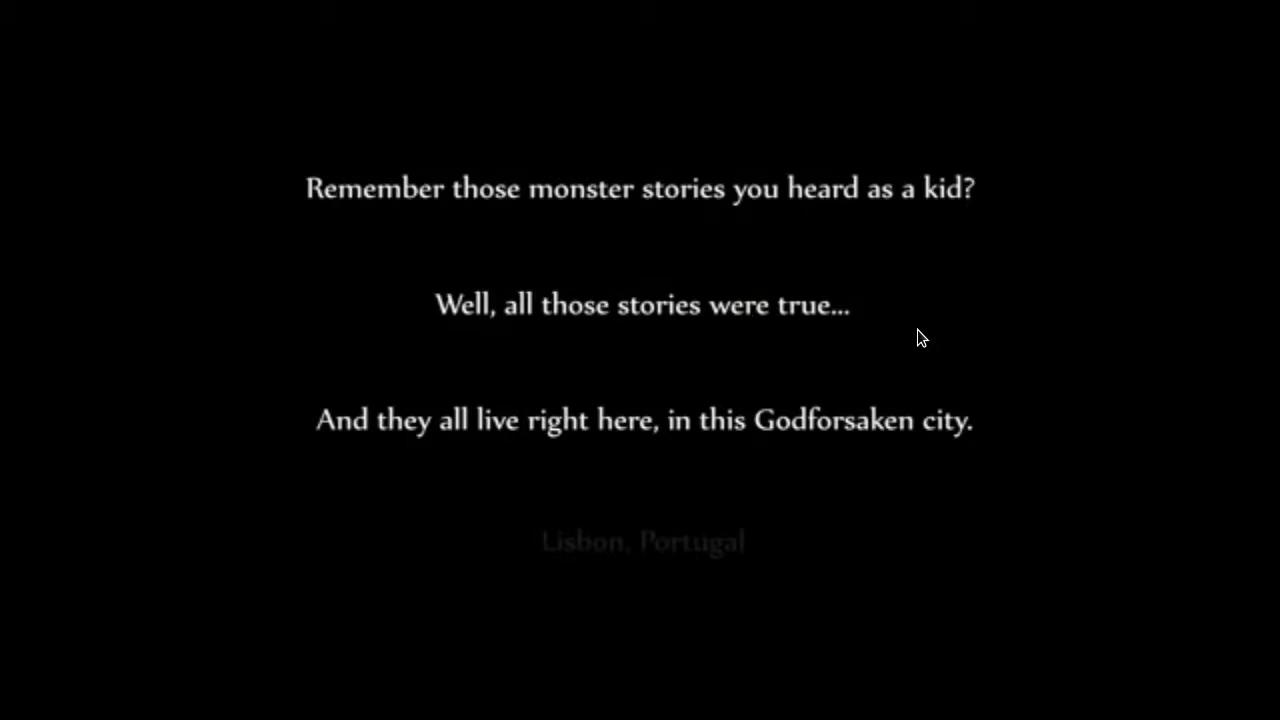 Remember those monster stories you heard as a kid?
Well, all those stories were true...
And they all live right here, in this Godforsaken city.
Lisbon, Portugal